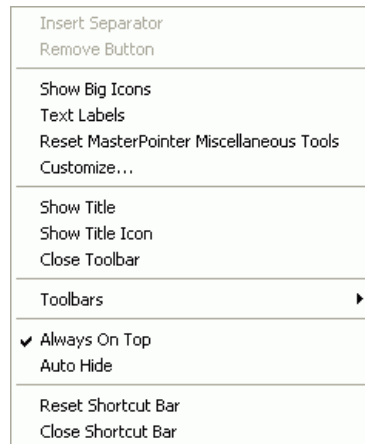 Insert Separator
Remove Button
Show Big Icons
Text Labels
Reset MasterPointer Miscellaneous Tools
Customize...
Show Title
Show Title Icon
Close Toolbar
Toolbars
Always On Top
Auto Hide
Reset Shortcut Bar
Close Shortcut Bar